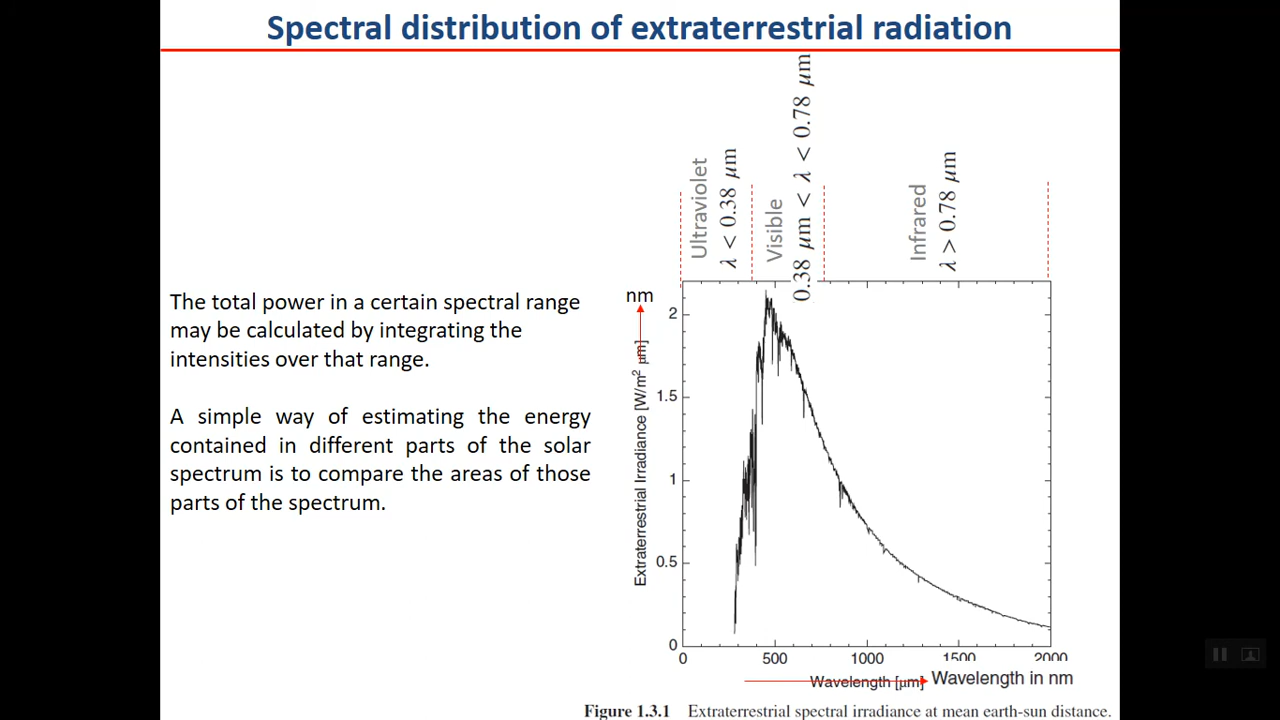 Spectral distribution of extraterrestrial radiation
Ultraviolet
λ < 0.38 μm
Visible
0.38 μm < λ < 0.78 μm
Infrared
λ > 0.78 μm
The total power in a certain spectral range
may be calculated by integrating the
intensities over that range.
A simple way of estimating the energy
contained in different parts of the solar
spectrum is to compare the areas of those
parts of the spectrum.
nm
Extraterrestrial Irradiance [W/m² μm]
2
1.5
1
0.5
0
0 500 1000 1500 2000
Wavelength [μm] Wavelength in nm
Figure 1.3.1 Extraterrestrial spectral irradiance at mean earth-sun distance.